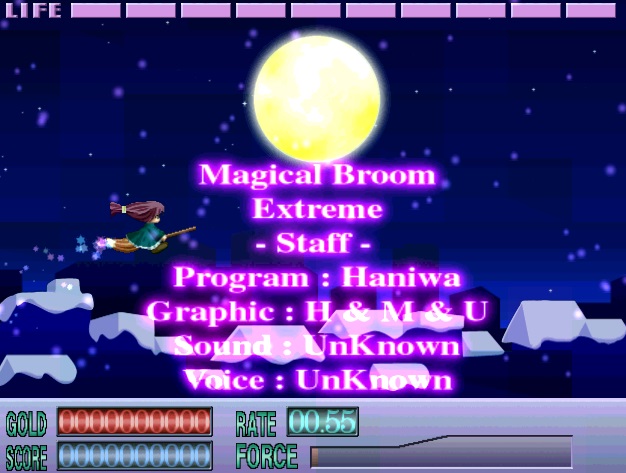 LIFE
Magical Broom
Extreme
- Staff -
Program : Haniwa
Graphic : H & M & U
Sound : UnKnown
Voice : UnKnown
GOLD 0000000000 RATE 00.55
SCORE 0000000000 FORCE